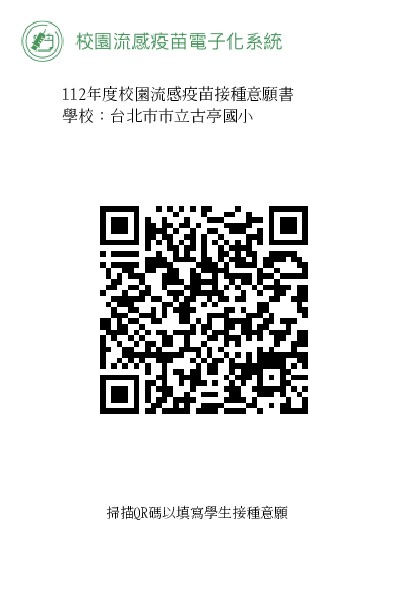 校園流感疫苗電子化系統
112年度校園流感疫苗接種意願書
學校：台北市市立古亭國小
掃描QR碼以填寫學生接種意願